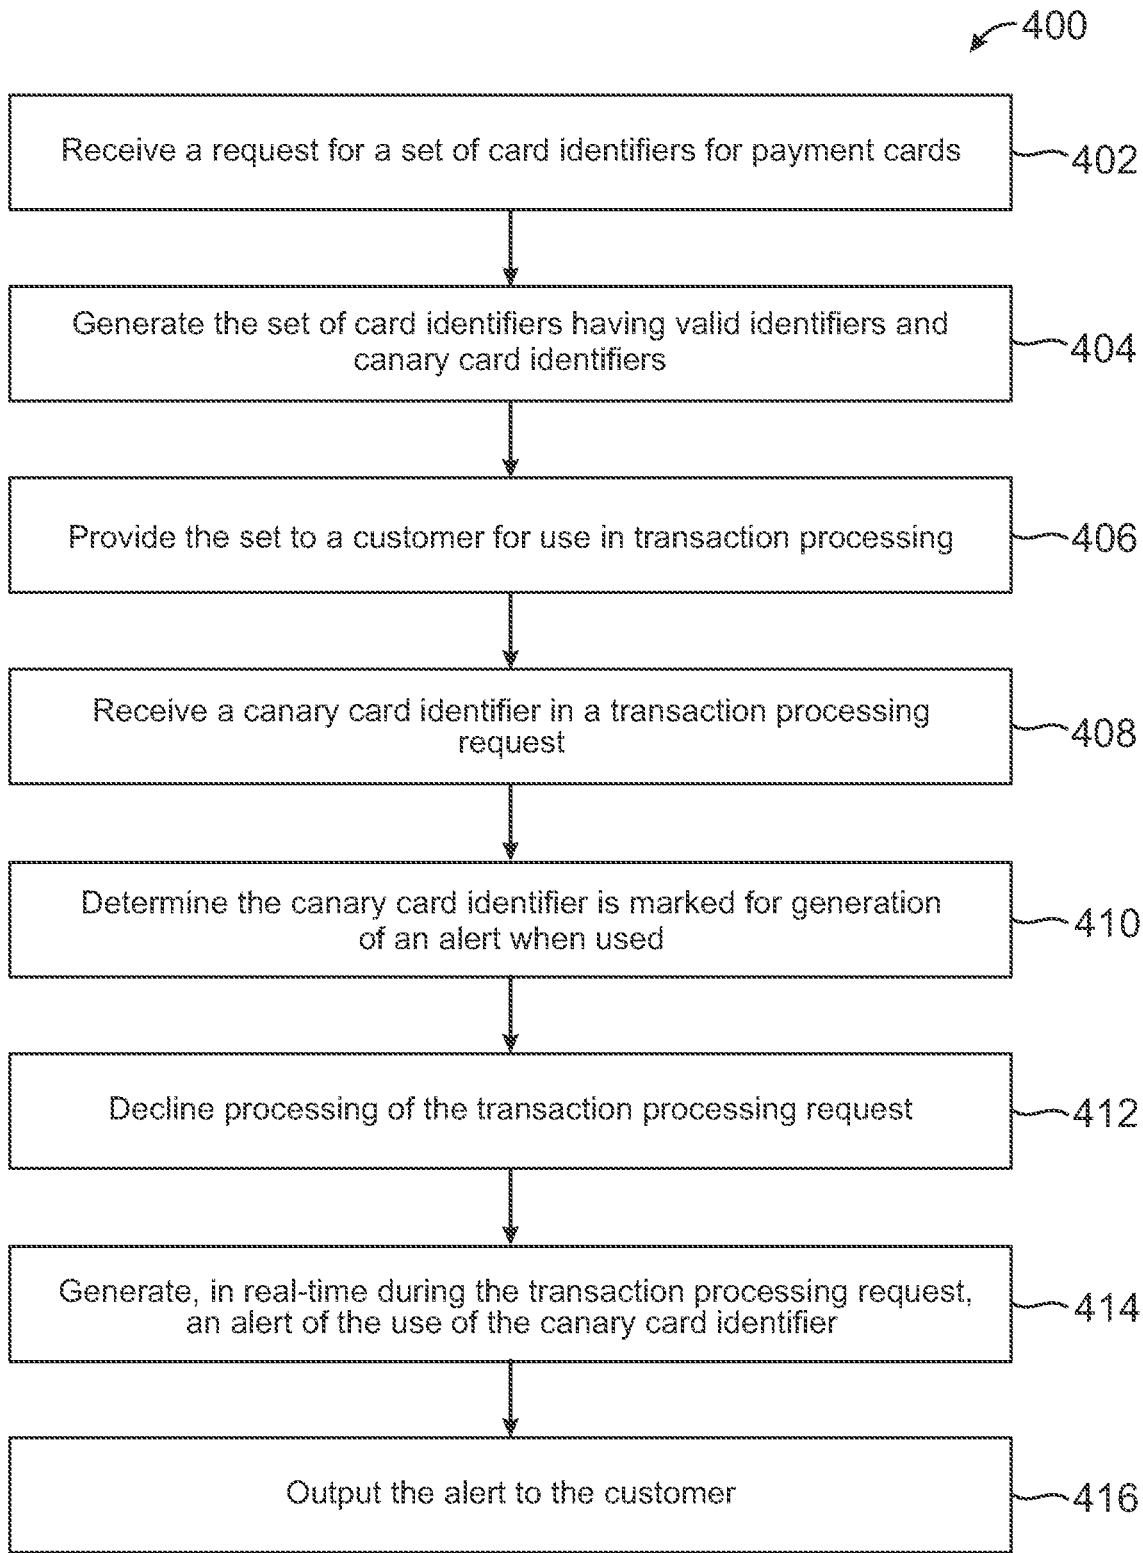 400
Receive a request for a set of card identifiers for payment cards
402
Generate the set of card identifiers having valid identifiers and
canary card identifiers
404
Provide the set to a customer for use in transaction processing
406
Receive a canary card identifier in a transaction processing
request
408
Determine the canary card identifier is marked for generation
of an alert when used
410
Decline processing of the transaction processing request
412
Generate, in real-time during the transaction processing request,
an alert of the use of the canary card identifier
414
Output the alert to the customer
416